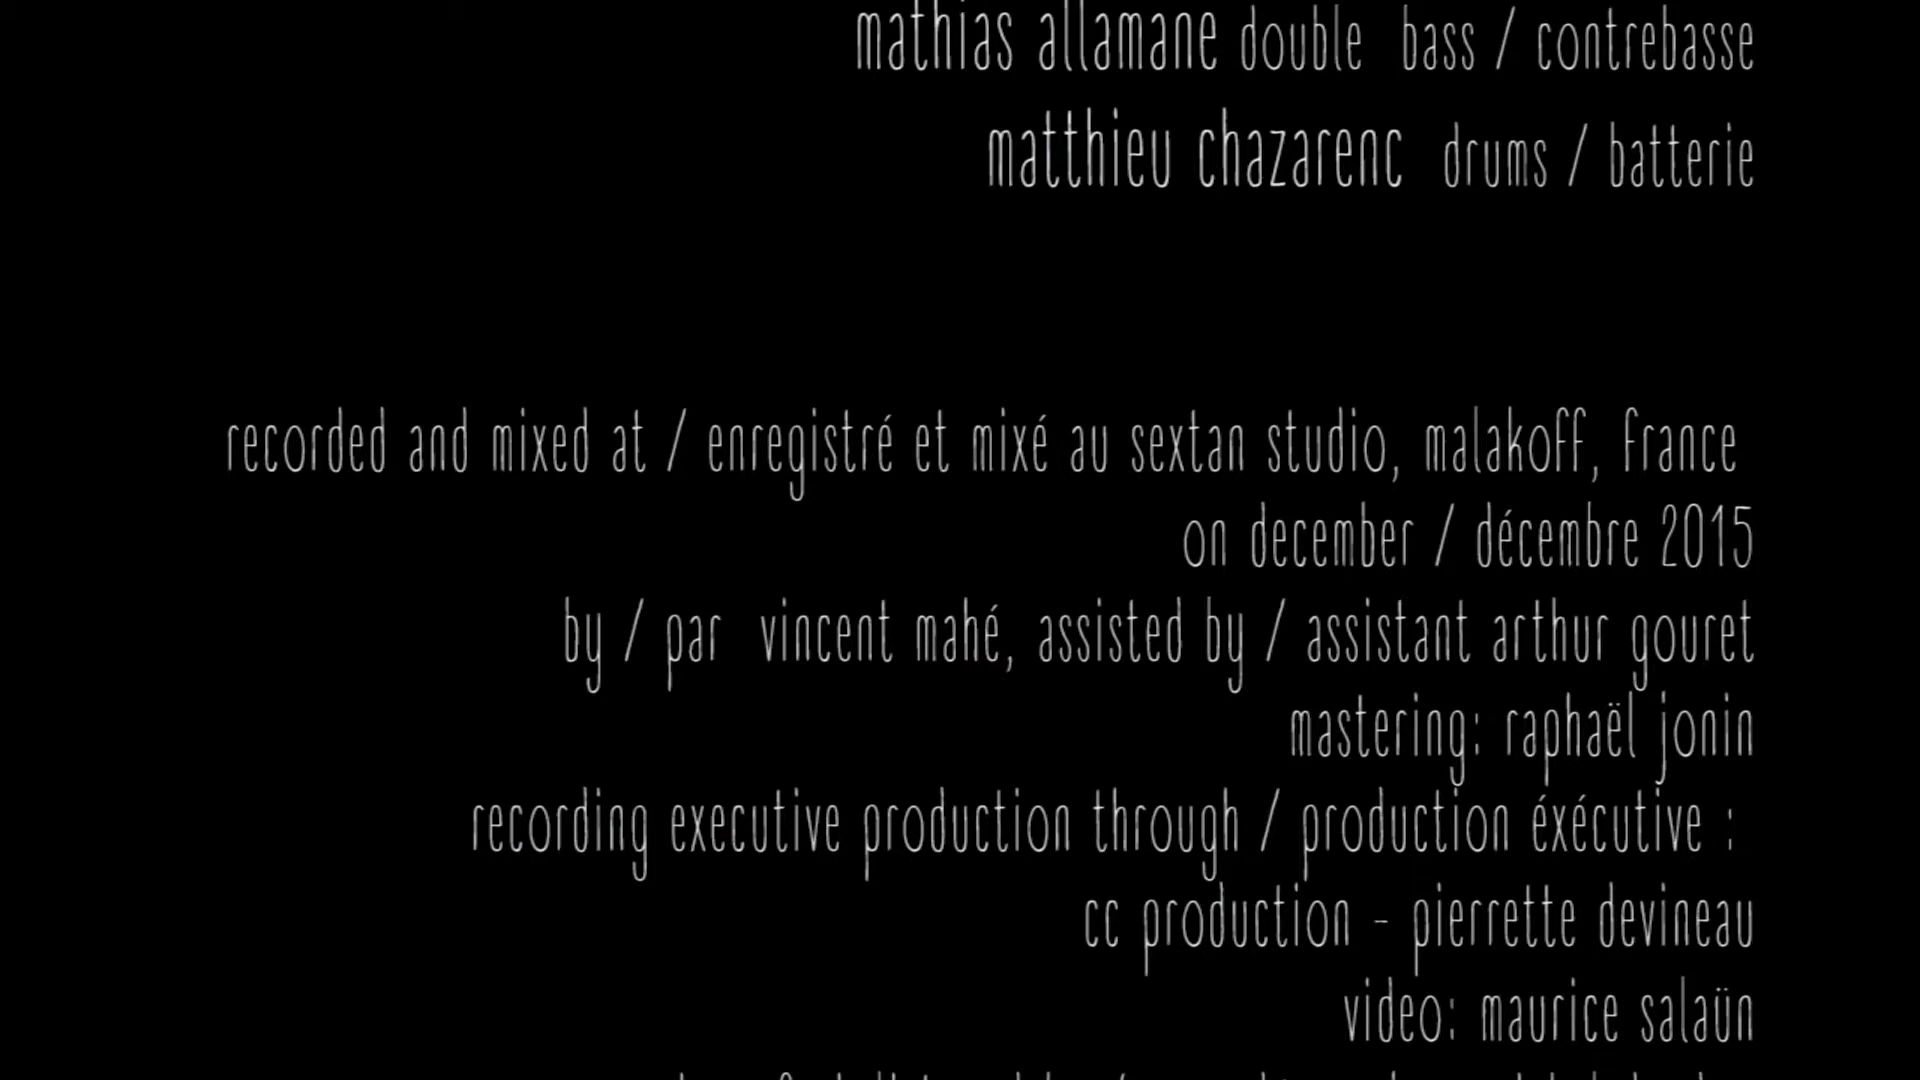 mathias allamane double bass / contrebasse
matthieu chazarenc drums / batterie
recorded and mixed at / enregistré et mixé au sextan studio, malakoff, france
on december / décembre 2015
by / par vincent mahé, assisted by / assistant arthur gouret
mastering: raphaël jonin
recording executive production through / production éxécutive :
cc production - pierrette devineau
video: maurice salaün